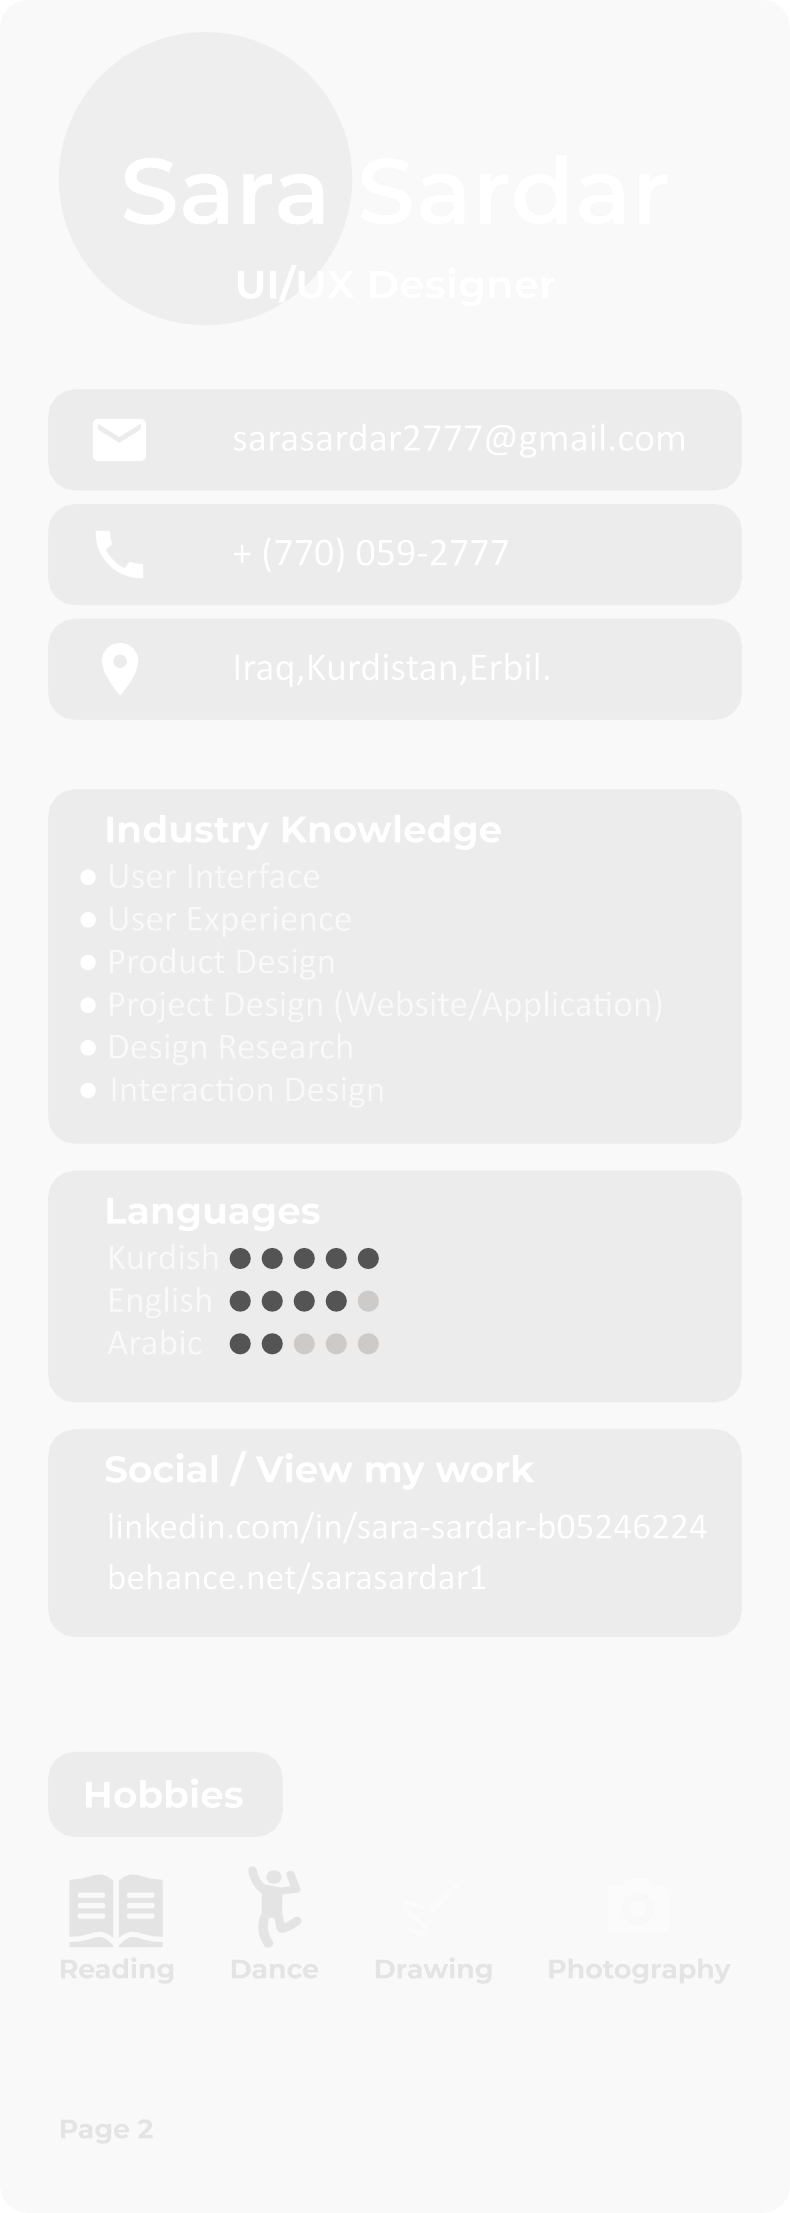 Sara Sardar
UI/UX Designer
sarasardar2777@gmail.com
+ (770) 059-2777
Iraq,Kurdistan,Erbil.
Industry Knowledge
User Interface
User Experience
Product Design
Project Design (Website/Application)
Design Research
Interaction Design
Languages
Kurdish
English
Arabic
Social / View my work
linkedin.com/in/sara-sardar-b05246224
behance.net/sarasardar1
Hobbies
Reading Dance Drawing Photography
Page 2